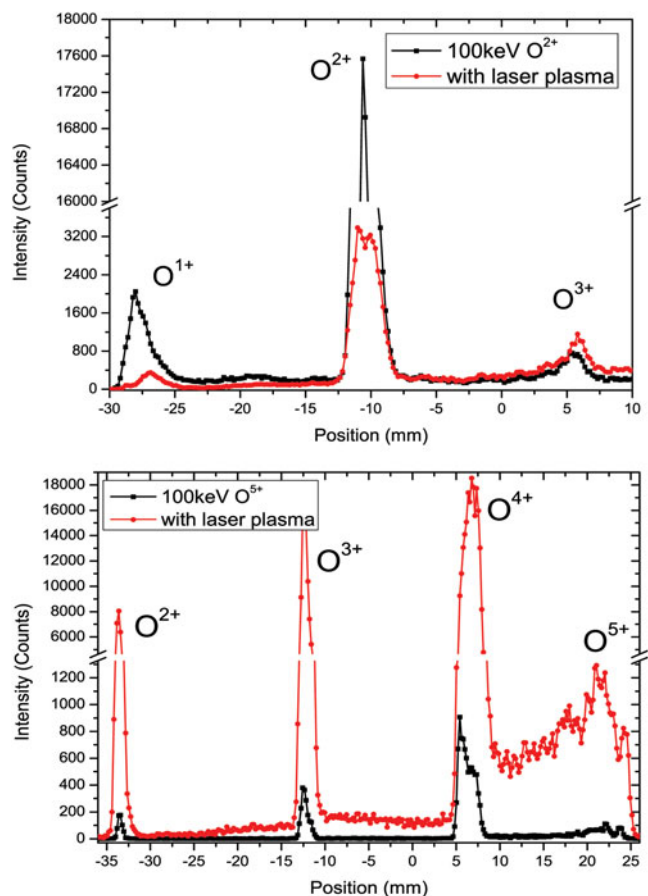 18000
17600
17200
16800
16400
16000
3200
2400
1600
800
0
Intensity (Counts)
100keV O²⁺
with laser plasma
O¹⁺
O²⁺
O³⁺
-30 -25 -20 -15 -10 -5 0 5 10
Position (mm)
18000
16000
14000
12000
10000
8000
6000
1200
1000
800
600
400
200
0
Intensity (Counts)
100keV O⁵⁺
with laser plasma
O²⁺
O³⁺
O⁴⁺
O⁵⁺
-35 -30 -25 -20 -15 -10 -5 0 5 10 15 20 25
Position (mm)